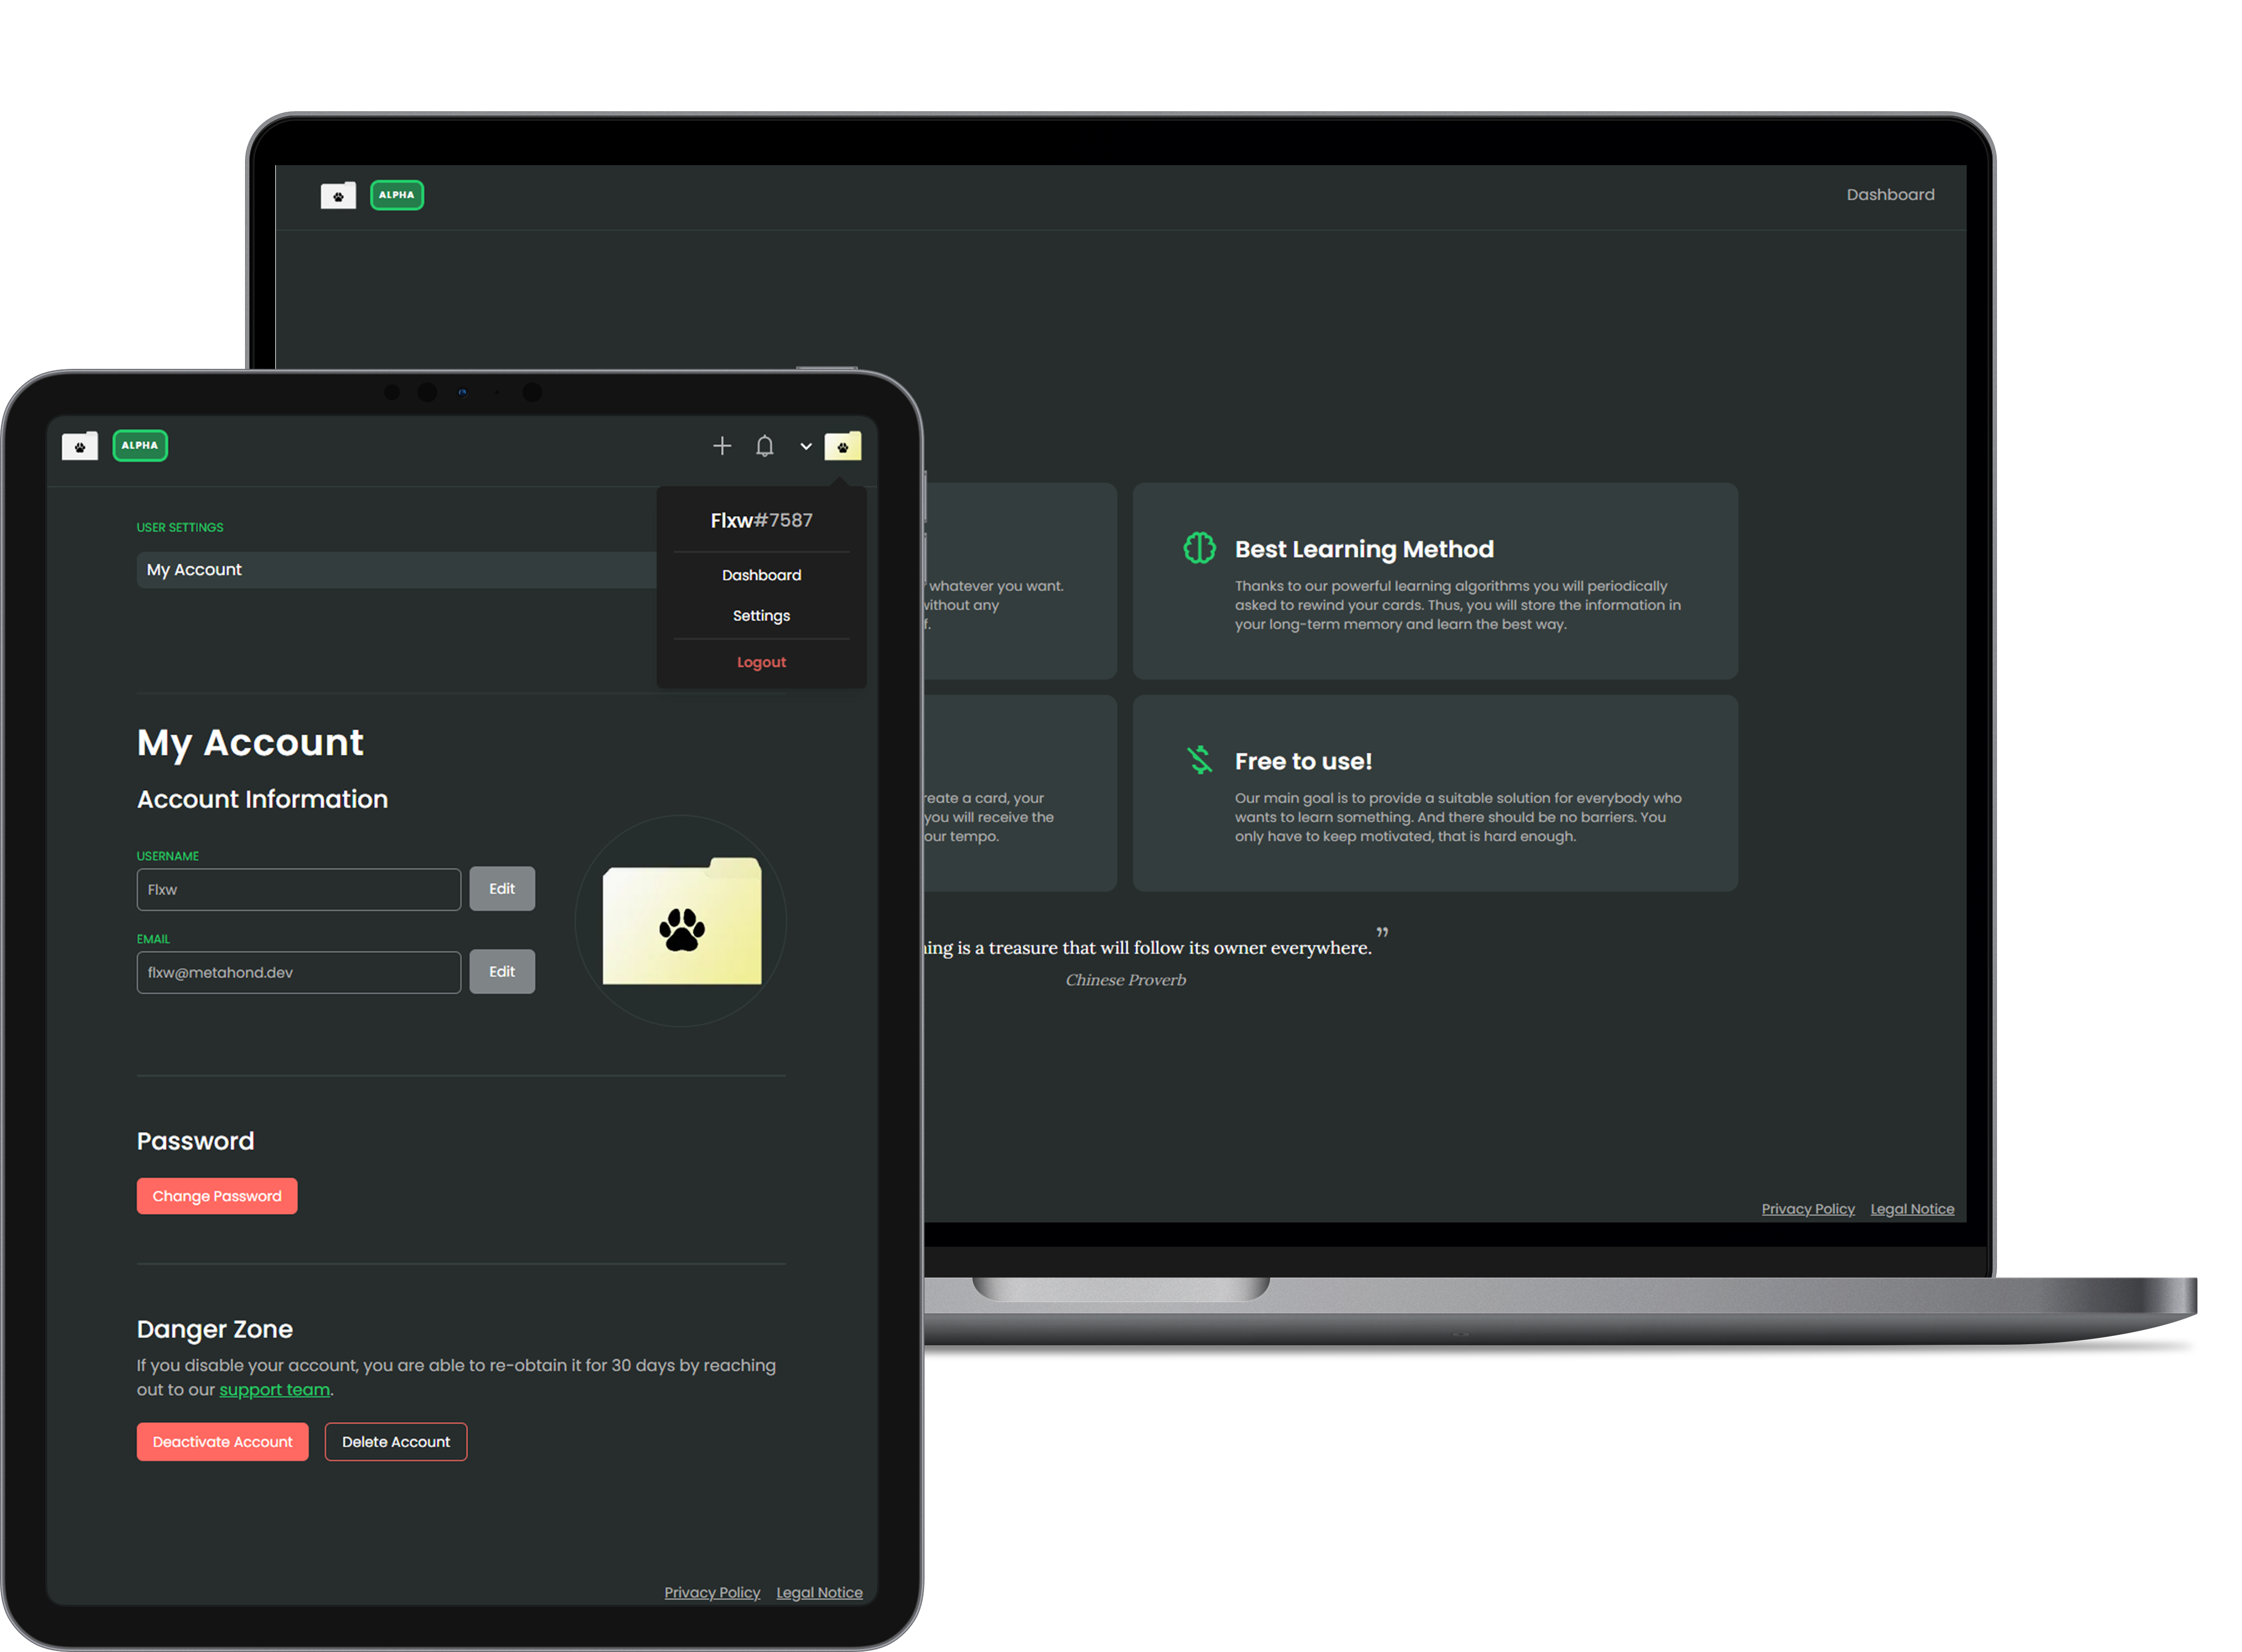 ALPHA
Dashboard
whatever you want.
without any
Best Learning Method
Thanks to our powerful learning algorithms you will periodically
asked to rewind your cards. Thus, you will store the information in
your long-term memory and learn the best way.
a card, your
you will receive the
tempo.
Free to use!
Our main goal is to provide a suitable solution for everybody who
wants to learn something. And there should be no barriers. You
only have to keep motivated, that is hard enough.
is a treasure that will follow its owner everywhere. ”
Chinese Proverb
Privacy Policy Legal Notice
ALPHA
Flxw#7587
Dashboard
Settings
Logout
USER SETTINGS
My Account
My Account
Account Information
USERNAME
Flxw
Edit
EMAIL
flxw@metahond.dev
Edit
Password
Change Password
Danger Zone
If you disable your account, you are able to re-obtain it for 30 days by reaching
out to our support team.
Deactivate Account
Delete Account
Privacy Policy Legal Notice